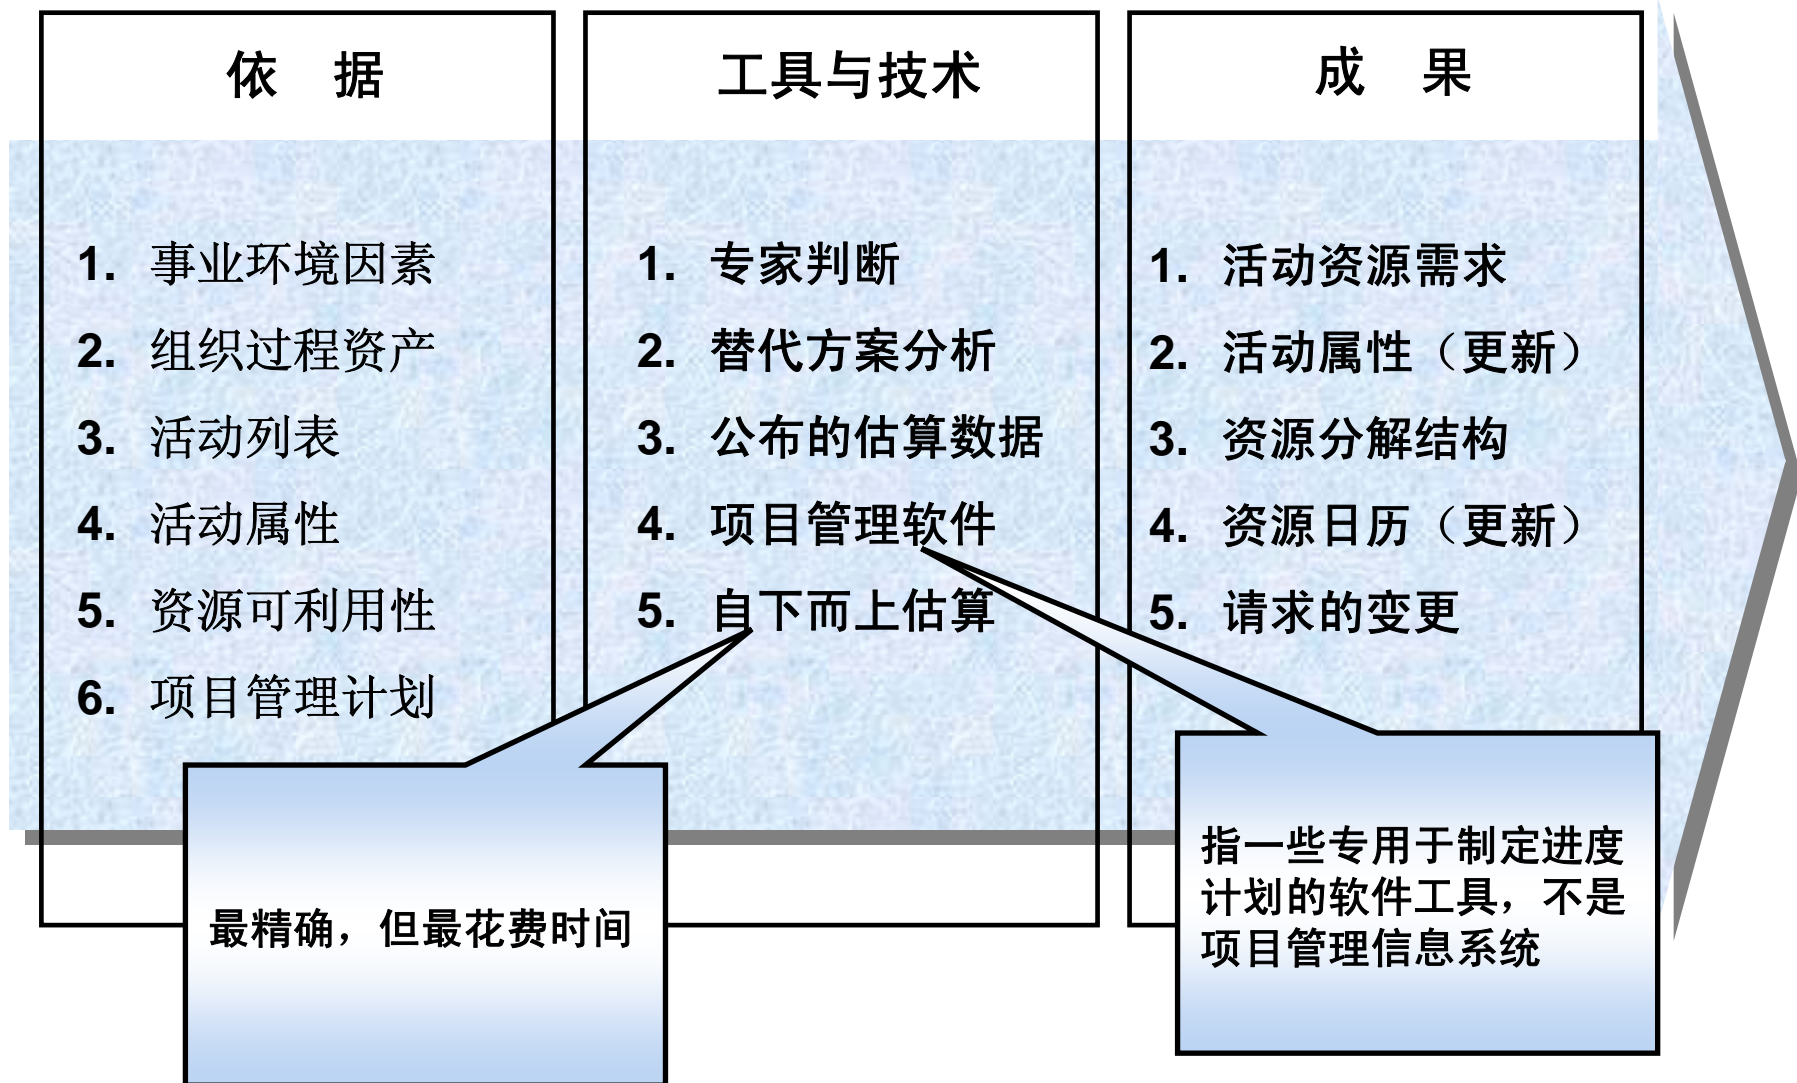 依 据
1. 事业环境因素
2. 组织过程资产
3. 活动列表
4. 活动属性
5. 资源可利用性
6. 项目管理计划
工具与技术
1. 专家判断
2. 替代方案分析
3. 公布的估算数据
4. 项目管理软件
5. 自下而上估算
成 果
1. 活动资源需求
2. 活动属性（更新）
3. 资源分解结构
4. 资源日历（更新）
5. 请求的变更
最精确，但最花费时间
指一些专用于制定进度
计划的软件工具，不是
项目管理信息系统